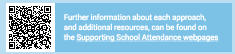 Further information about each approach,
and additional resources, can be found on
the Supporting School Attendance webpages